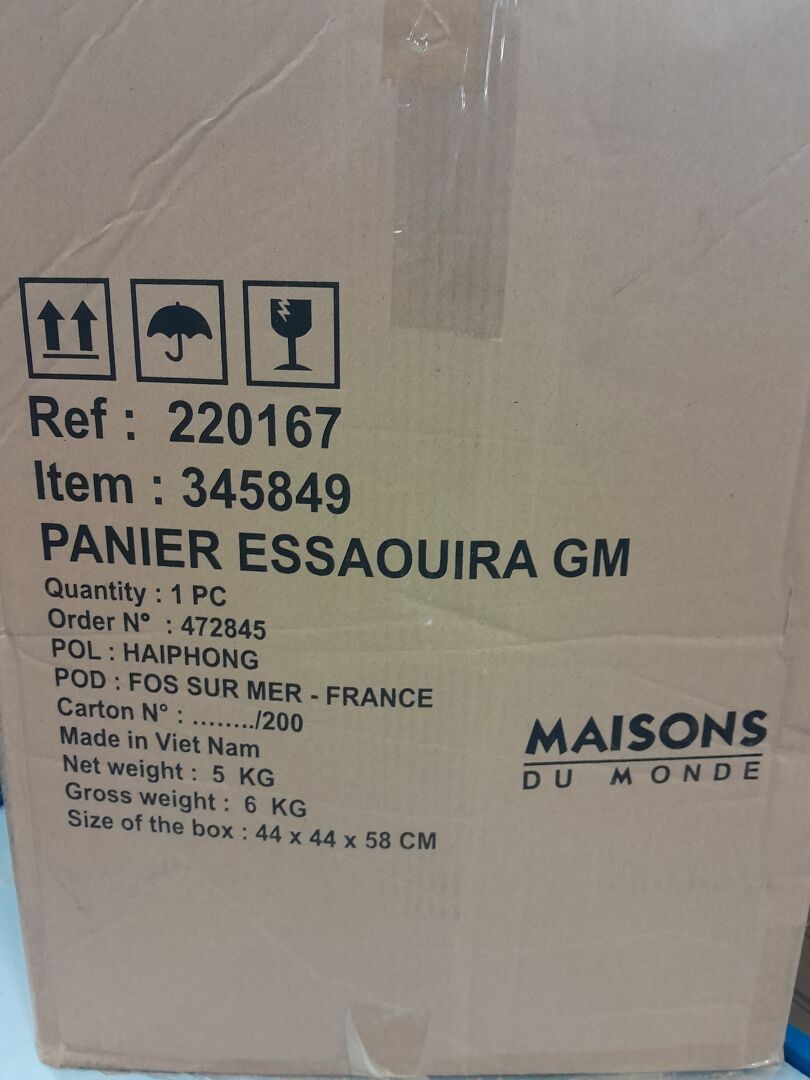 Ref : 220167
Item : 345849
PANIER ESSAOUIRA GM
Quantity : 1 PC
Order N° : 472845
POL : HAIPHONG
POD : FOS SUR MER - FRANCE
Carton N° : ......../200
Made in Viet Nam
Net weight : 5 KG
Gross weight : 6 KG
Size of the box : 44 x 44 x 58 CM
MAISONS
DU MONDE